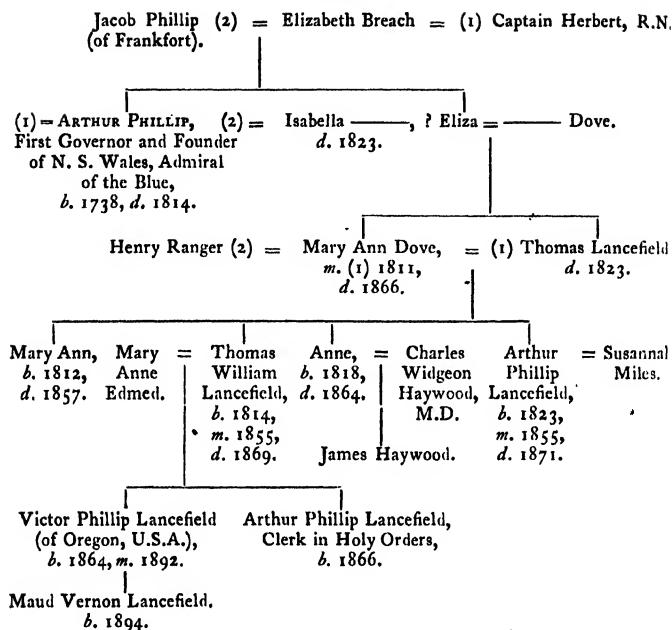 Jacob Phillip (2) = Elizabeth Breach = (1) Captain Herbert, R.N.
(of Frankfort).
(1) = ARTHUR PHILLIP, (2) = Isabella ——, ? Eliza = —— Dove.
First Governor and Founder d. 1823.
of N. S. Wales, Admiral
of the Blue,
b. 1738, d. 1814.
Henry Ranger (2) = Mary Ann Dove, = (1) Thomas Lancefield
m. (1) 1811, d. 1823.
d. 1866.
Mary Ann, Mary = Thomas Anne, = Charles Arthur = Susannal
b. 1812, Anne William b. 1818, Widgeon Phillip Miles.
d. 1857. Edmed. Lancefield, d. 1864. Haywood, Lancefield,
b. 1814, M.D. b. 1823,
m. 1855, m. 1855,
d. 1869. James Haywood. d. 1871.
Victor Phillip Lancefield Arthur Phillip Lancefield,
(of Oregon, U.S.A.), Clerk in Holy Orders,
b. 1864, m. 1892. b. 1866.
Maud Vernon Lancefield.
b. 1894.